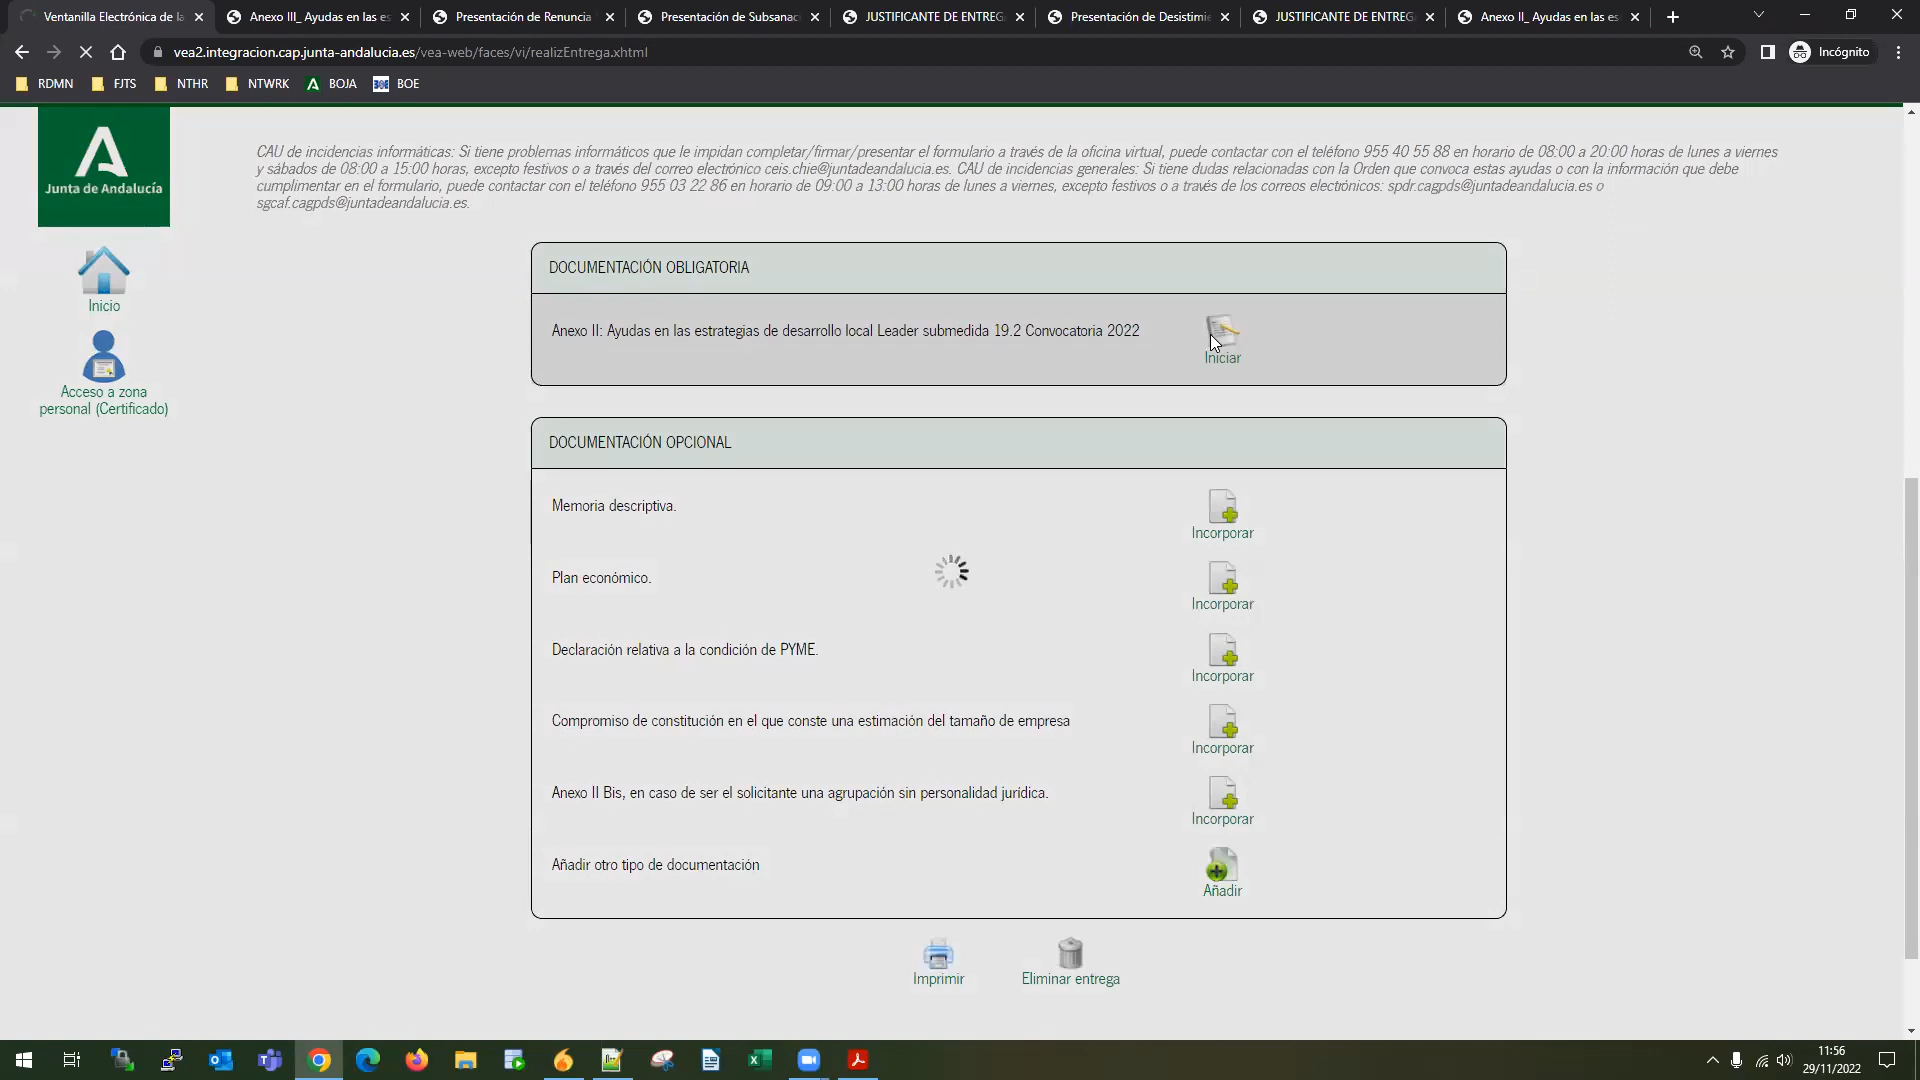 Ventanilla Electrónica de la
Anexo III_ Ayudas en las es
Presentación de Renuncia
Presentación de Subsanac
JUSTIFICANTE DE ENTREGA
Presentación de Desistimie
JUSTIFICANTE DE ENTREGA
Anexo II_ Ayudas en las es
vea2.integracion.cap.junta-andalucia.es/vea-web/faces/vi/realizEntrega.xhtml
Incógnito
RDMN
FJTS
NTHR
NTWRK
BOJA
BOE
Junta de Andalucía
Inicio
Acceso a zona
personal (Certificado)
CAU de incidencias informáticas: Si tiene problemas informáticos que le impidan completar/firmar/presentar el formulario a través de la oficina virtual, puede contactar con el teléfono 955 40 55 88 en horario de 08:00 a 20:00 horas de lunes a viernes
y sábados de 08:00 a 15:00 horas, excepto festivos o a través del correo electrónico ceis.chie@juntadeandalucia.es. CAU de incidencias generales: Si tiene dudas relacionadas con la Orden que convoca estas ayudas o con la información que debe
cumplimentar en el formulario, puede contactar con el teléfono 955 03 22 86 en horario de 09:00 a 13:00 horas de lunes a viernes, excepto festivos o a través de los correos electrónicos: spdr.cagpds@juntadeandalucia.es o
sgcaf.cagpds@juntadeandalucia.es.
DOCUMENTACIÓN OBLIGATORIA
Anexo II: Ayudas en las estrategias de desarrollo local Leader submedida 19.2 Convocatoria 2022
Iniciar
DOCUMENTACIÓN OPCIONAL
Memoria descriptiva.
Incorporar
Plan económico.
Incorporar
Declaración relativa a la condición de PYME.
Incorporar
Compromiso de constitución en el que conste una estimación del tamaño de empresa
Incorporar
Anexo II Bis, en caso de ser el solicitante una agrupación sin personalidad jurídica.
Incorporar
Añadir otro tipo de documentación
Añadir
Imprimir
Eliminar entrega
11:56
29/11/2022